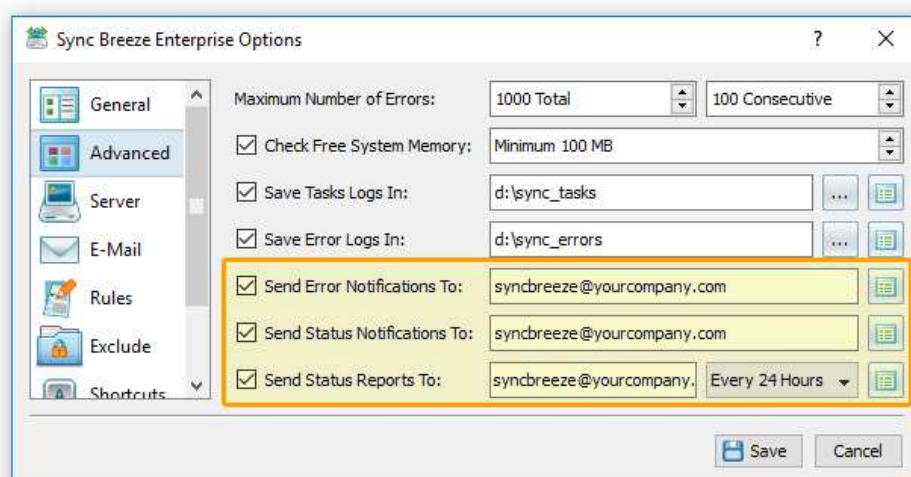 Sync Breeze Enterprise Options ?
General
Advanced
Server
E-Mail
Rules
Exclude
Shortcuts
Maximum Number of Errors: 1000 Total 100 Consecutive
Check Free System Memory: Minimum 100 MB
Save Tasks Logs In: d:\sync_tasks ...
Save Error Logs In: d:\sync_errors ...
Send Error Notifications To: syncbreeze@yourcompany.com
Send Status Notifications To: syncbreeze@yourcompany.com
Send Status Reports To: syncbreeze@yourcompany. Every 24 Hours
Save Cancel